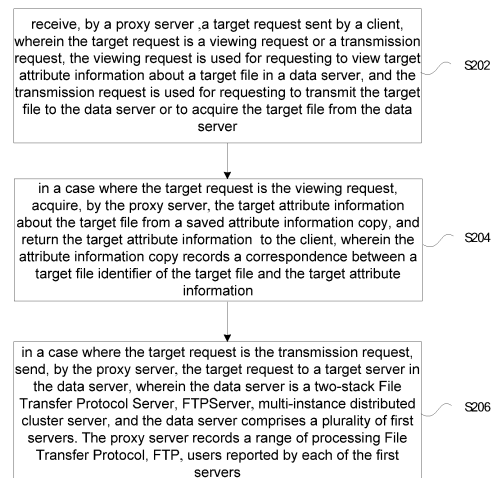 receive, by a proxy server ,a target request sent by a client,
wherein the target request is a viewing request or a transmission
request, the viewing request is used for requesting to view target
attribute information about a target file in a data server, and the
transmission request is used for requesting to transmit the target
file to the data server or to acquire the target file from the data
server
S202
in a case where the target request is the viewing request,
acquire, by the proxy server, the target attribute information
about the target file from a saved attribute information copy, and
return the target attribute information to the client, wherein the
attribute information copy records a correspondence between a
target file identifier of the target file and the target attribute
information
S204
in a case where the target request is the transmission request,
send, by the proxy server, the target request to a target server in
the data server, wherein the data server is a two-stack File
Transfer Protocol Server, FTPServer, multi-instance distributed
cluster server, and the data server comprises a plurality of first
servers. The proxy server records a range of processing File
Transfer Protocol, FTP, users reported by each of the first
servers
S206